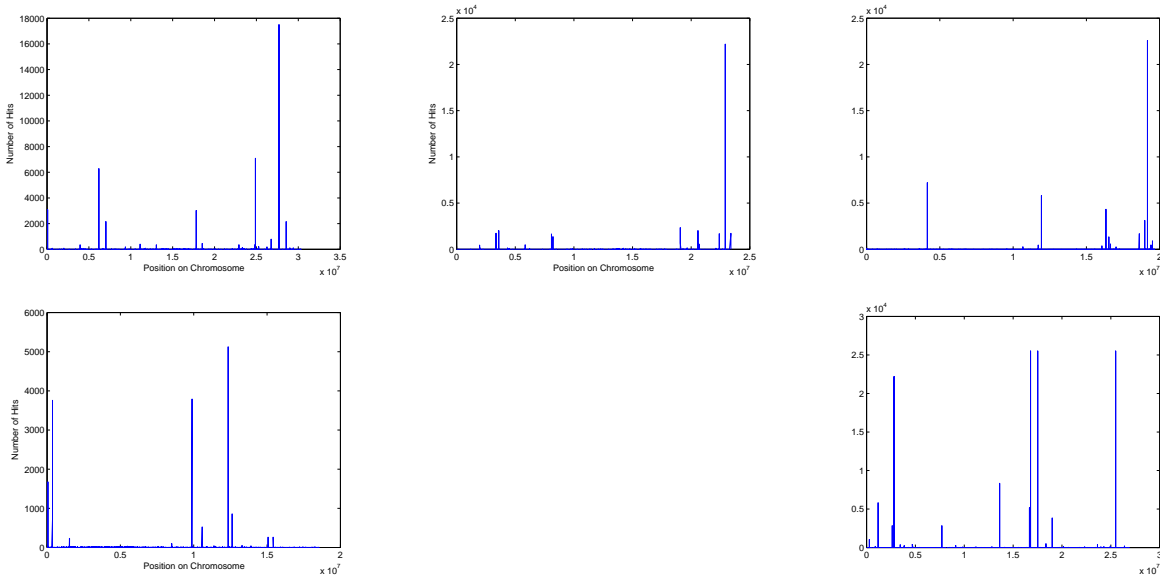 18000
16000
14000
12000
10000
8000
6000
4000
2000
0
Number of Hits
0 0.5 1 1.5 2 2.5 3 3.5
Position on Chromosome
x 10^7
x 10^4
2.5
2
1.5
1
0.5
0
Number of Hits
0 0.5 1 1.5 2 2.5
Position on Chromosome
x 10^7
x 10^4
2.5
2
1.5
1
0.5
0
0 0.5 1 1.5 2
x 10^7
6000
5000
4000
3000
2000
1000
0
Number of Hits
0 0.5 1 1.5 2
Position on Chromosome
x 10^7
x 10^4
3
2.5
2
1.5
1
0.5
0
0 0.5 1 1.5 2 2.5 3
x 10^7